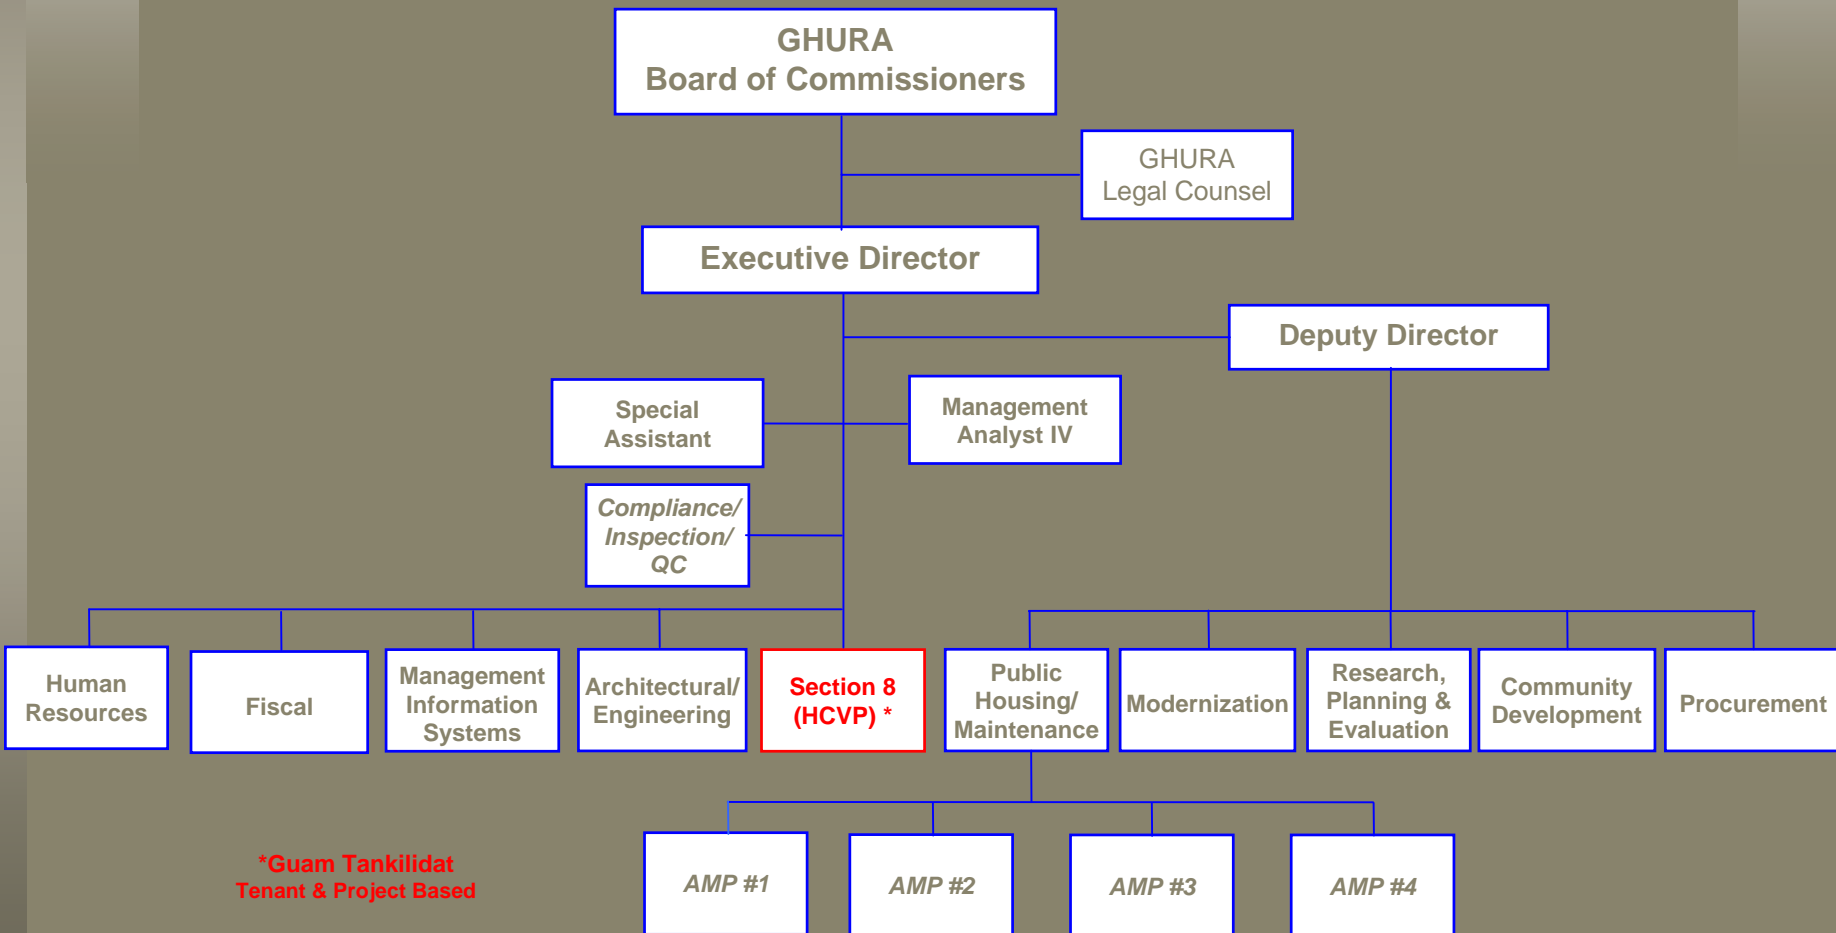 GHURA
Board of Commissioners
GHURA
Legal Counsel
Executive Director
Deputy Director
Special
Assistant
Management
Analyst IV
Compliance/
Inspection/
QC
Human
Resources
Fiscal
Management
Information
Systems
Architectural/
Engineering
Section 8
(HCVP) *
Public
Housing/
Maintenance
Modernization
Research,
Planning &
Evaluation
Community
Development
Procurement
AMP #1
AMP #2
AMP #3
AMP #4
*Guam Tankilidat
Tenant & Project Based